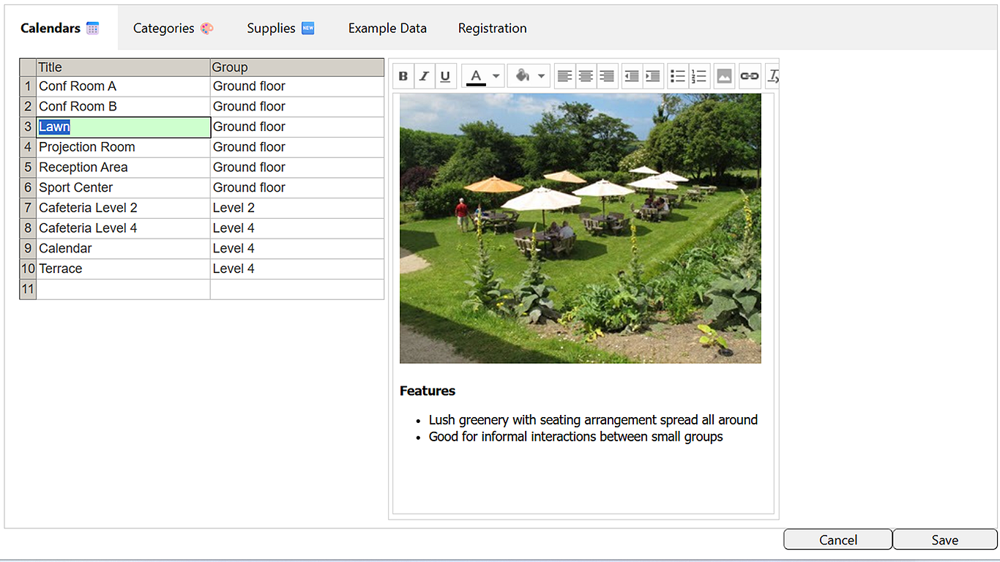 Calendars Categories Supplies NEW Example Data Registration
Title Group
1 Conf Room A Ground floor
2 Conf Room B Ground floor
3 Lawn Ground floor
4 Projection Room Ground floor
5 Reception Area Ground floor
6 Sport Center Ground floor
7 Cafeteria Level 2 Level 2
8 Cafeteria Level 4 Level 4
9 Calendar Level 4
10 Terrace Level 4
11
B I U A
Features
• Lush greenery with seating arrangement spread all around
• Good for informal interactions between small groups
Cancel Save